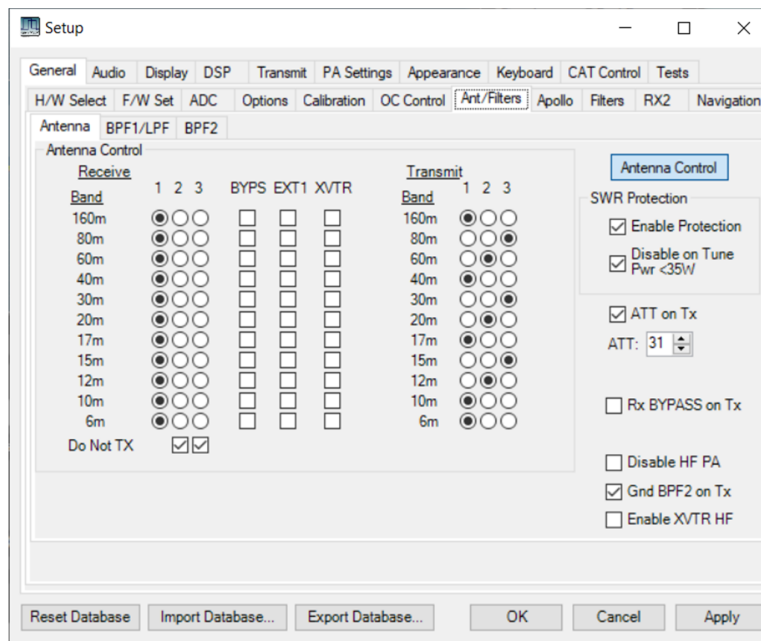 Setup
General Audio Display DSP Transmit PA Settings Appearance Keyboard CAT Control Tests
H/W Select F/W Set ADC Options Calibration OC Control Ant/Filters Apollo Filters RX2 Navigation
Antenna BPF1/LPF BPF2
Antenna Control
Receive
Band 1 2 3 BYPS EXT1 XVTR
160m
80m
60m
40m
30m
20m
17m
15m
12m
10m
6m
Do Not TX
Transmit
Band 1 2 3
160m
80m
60m
40m
30m
20m
17m
15m
12m
10m
6m
Antenna Control
SWR Protection
Enable Protection
Disable on Tune
Pwr <35W
ATT on Tx
ATT: 31
Rx BYPASS on Tx
Disable HF PA
Gnd BPF2 on Tx
Enable XVTR HF
Reset Database Import Database... Export Database... OK Cancel Apply